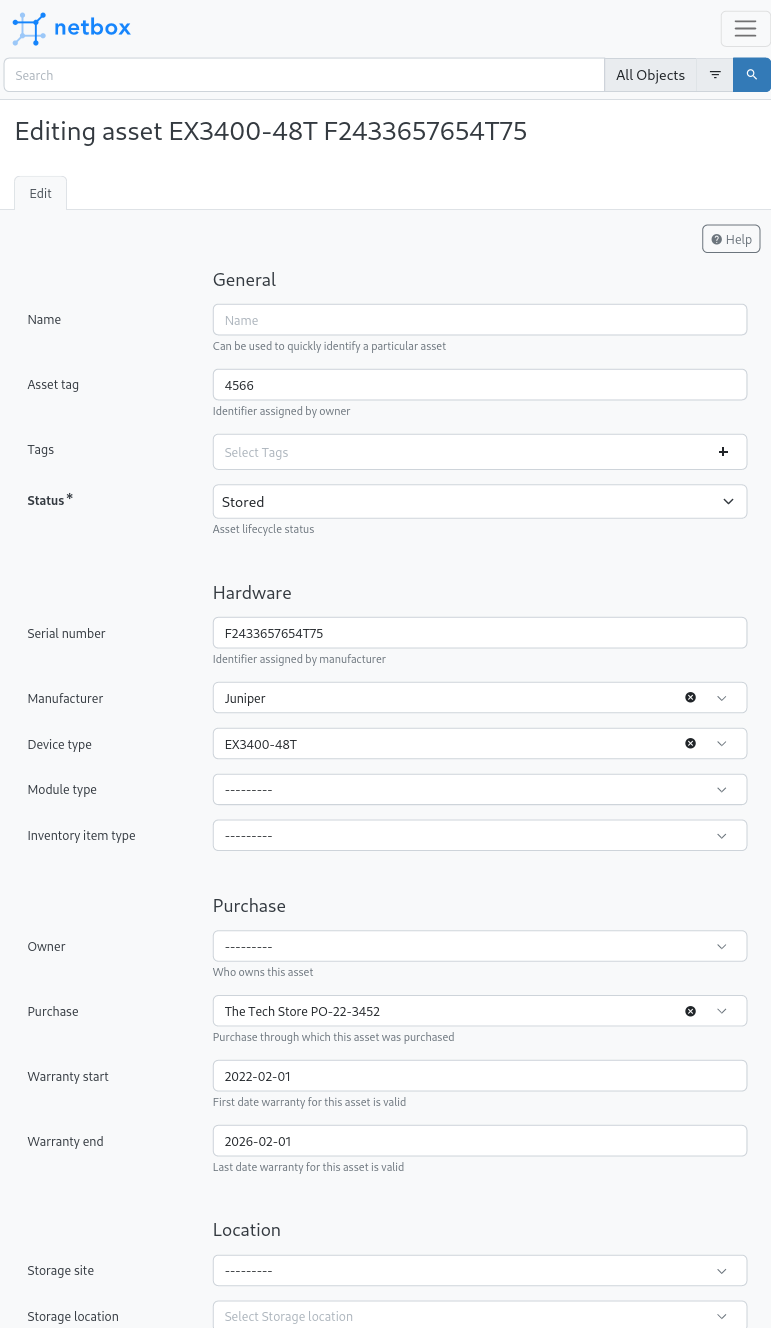 netbox
Search
All Objects
Editing asset EX3400-48T F2433657654T75
Edit
Help
General
Name
Name
Can be used to quickly identify a particular asset
Asset tag
4566
Identifier assigned by owner
Tags
Select Tags
Status*
Stored
Asset lifecycle status
Hardware
Serial number
F2433657654T75
Identifier assigned by manufacturer
Manufacturer
Juniper
Device type
EX3400-48T
Module type
---------
Inventory item type
---------
Purchase
Owner
---------
Who owns this asset
Purchase
The Tech Store PO-22-3452
Purchase through which this asset was purchased
Warranty start
2022-02-01
First date warranty for this asset is valid
Warranty end
2026-02-01
Last date warranty for this asset is valid
Location
Storage site
---------
Storage location
Select Storage location